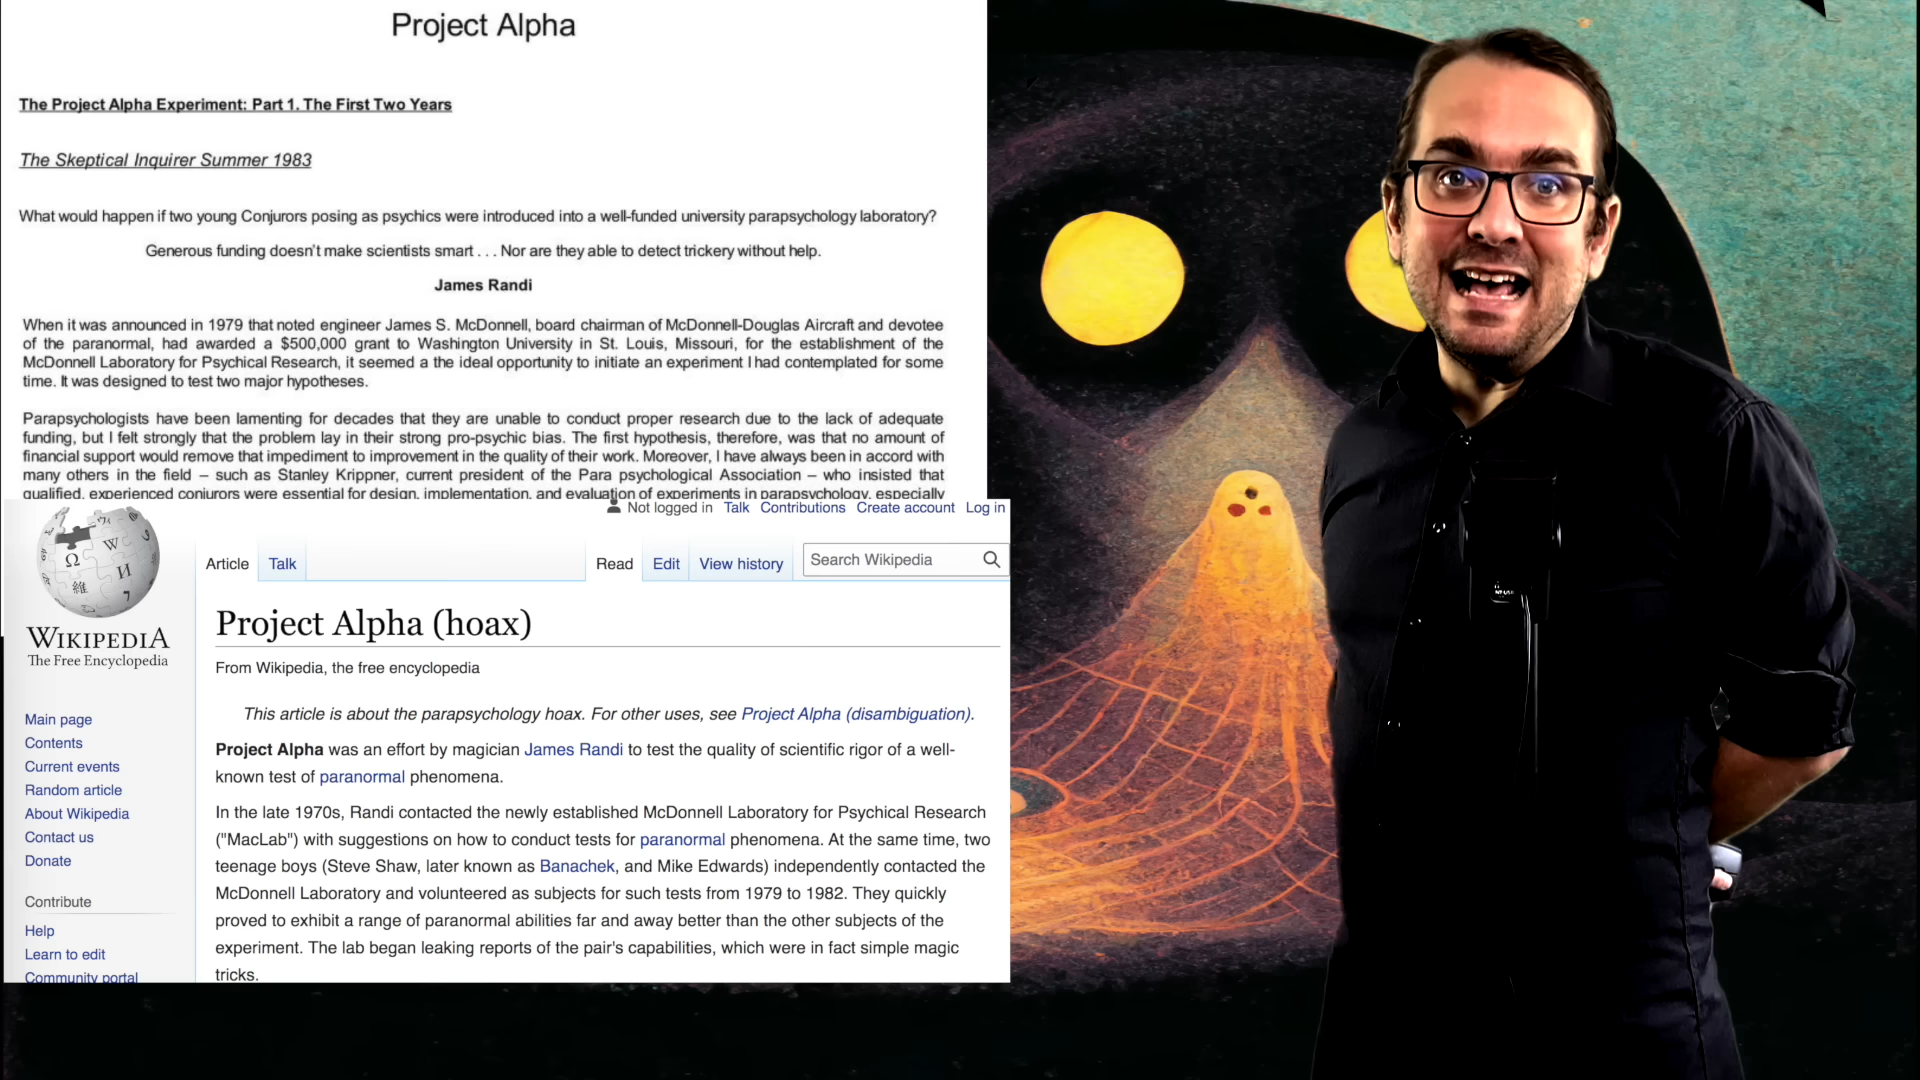 Project Alpha
The Project Alpha Experiment: Part 1. The First Two Years
The Skeptical Inquirer Summer 1983
What would happen if two young Conjurors posing as psychics were introduced into a well-funded university parapsychology laboratory?
Generous funding doesn't make scientists smart . . . Nor are they able to detect trickery without help.
James Randi
When it was announced in 1979 that noted engineer James S. McDonnell, board chairman of McDonnell-Douglas Aircraft and devotee
of the paranormal, had awarded a $500,000 grant to Washington University in St. Louis, Missouri, for the establishment of the
McDonnell Laboratory for Psychical Research, it seemed a the ideal opportunity to initiate an experiment I had contemplated for some
time. It was designed to test two major hypotheses.
Parapsychologists have been lamenting for decades that they are unable to conduct proper research due to the lack of adequate
funding, but I felt strongly that the problem lay in their strong pro-psychic bias. The first hypothesis, therefore, was that no amount of
financial support would remove that impediment to improvement in the quality of their work. Moreover, I have always been in accord with
many others in the field – such as Stanley Krippner, current president of the Para psychological Association – who insisted that
qualified, experienced conjurors were essential for design, implementation, and evaluation of experiments in parapsychology, especially
Not logged in Talk Contributions Create account Log in
Article Talk Read Edit View history Search Wikipedia
Ω W И 維
WIKIPEDIA
The Free Encyclopedia
Project Alpha (hoax)
From Wikipedia, the free encyclopedia
This article is about the parapsychology hoax. For other uses, see Project Alpha (disambiguation).
Project Alpha was an effort by magician James Randi to test the quality of scientific rigor of a well-
known test of paranormal phenomena.
In the late 1970s, Randi contacted the newly established McDonnell Laboratory for Psychical Research
("MacLab") with suggestions on how to conduct tests for paranormal phenomena. At the same time, two
teenage boys (Steve Shaw, later known as Banachek, and Mike Edwards) independently contacted the
McDonnell Laboratory and volunteered as subjects for such tests from 1979 to 1982. They quickly
proved to exhibit a range of paranormal abilities far and away better than the other subjects of the
experiment. The lab began leaking reports of the pair's capabilities, which were in fact simple magic
tricks.
Main page
Contents
Current events
Random article
About Wikipedia
Contact us
Donate
Contribute
Help
Learn to edit
Community portal